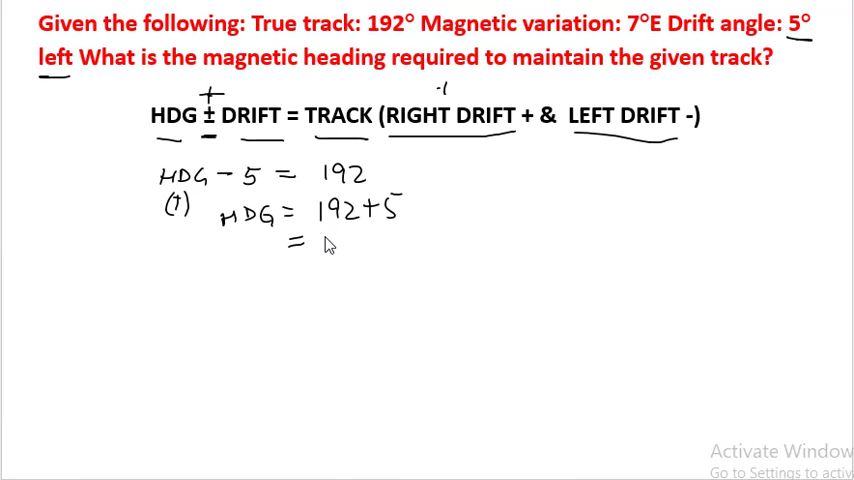 Given the following: True track: 192° Magnetic variation: 7°E Drift angle: 5°
left What is the magnetic heading required to maintain the given track?
+ -1
HDG ± DRIFT = TRACK (RIGHT DRIFT + & LEFT DRIFT -)
HDG - 5 = 192
(T) HDG = 192+5
=
Activate Window
Go to Settings to activ